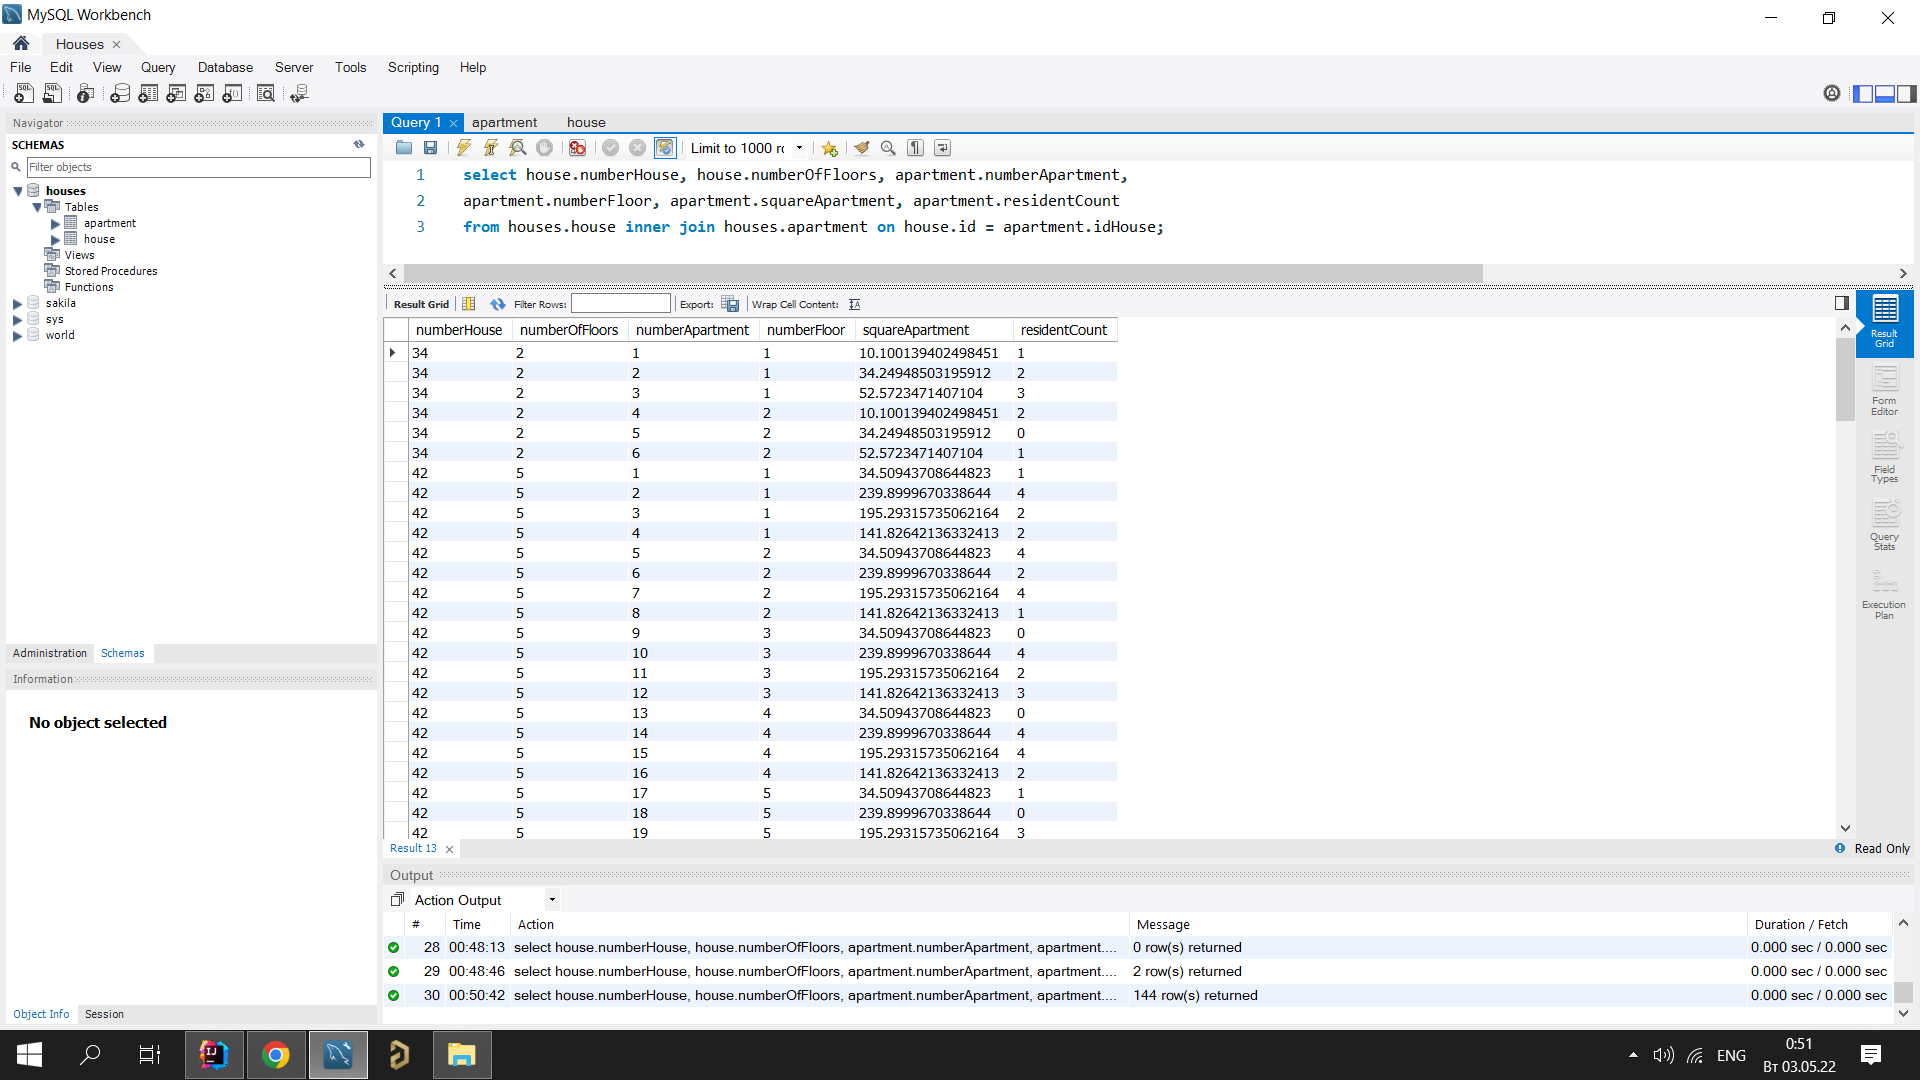 MySQL Workbench
Houses
File Edit View Query Database Server Tools Scripting Help
Navigator
SCHEMAS
Filter objects
houses
Tables
apartment
house
Views
Stored Procedures
Functions
sakila
sys
world
Administration Schemas
Information
No object selected
Object Info Session
Query 1 apartment house
Limit to 1000 rc
1 select house.numberHouse, house.numberOfFloors, apartment.numberApartment,
2 apartment.numberFloor, apartment.squareApartment, apartment.residentCount
3 from houses.house inner join houses.apartment on house.id = apartment.idHouse;
Result Grid Filter Rows: Export: Wrap Cell Content:
numberHouse numberOfFloors numberApartment numberFloor squareApartment residentCount
34 2 1 1 10.100139402498451 1
34 2 2 1 34.24948503195912 2
34 2 3 1 52.5723471407104 3
34 2 4 2 10.100139402498451 2
34 2 5 2 34.24948503195912 0
34 2 6 2 52.5723471407104 1
42 5 1 1 34.50943708644823 1
42 5 2 1 239.8999670338644 4
42 5 3 1 195.29315735062164 2
42 5 4 1 141.82642136332413 2
42 5 5 2 34.50943708644823 4
42 5 6 2 239.8999670338644 2
42 5 7 2 195.29315735062164 4
42 5 8 2 141.82642136332413 1
42 5 9 3 34.50943708644823 0
42 5 10 3 239.8999670338644 4
42 5 11 3 195.29315735062164 2
42 5 12 3 141.82642136332413 3
42 5 13 4 34.50943708644823 0
42 5 14 4 239.8999670338644 4
42 5 15 4 195.29315735062164 4
42 5 16 4 141.82642136332413 2
42 5 17 5 34.50943708644823 1
42 5 18 5 239.8999670338644 0
42 5 19 5 195.29315735062164 3
Result Grid
Form Editor
Field Types
Query Stats
Execution Plan
Result 13
Read Only
Output
Action Output
# Time Action Message Duration / Fetch
28 00:48:13 select house.numberHouse, house.numberOfFloors, apartment.numberApartment, apartment.... 0 row(s) returned 0.000 sec / 0.000 sec
29 00:48:46 select house.numberHouse, house.numberOfFloors, apartment.numberApartment, apartment.... 2 row(s) returned 0.000 sec / 0.000 sec
30 00:50:42 select house.numberHouse, house.numberOfFloors, apartment.numberApartment, apartment.... 144 row(s) returned 0.000 sec / 0.000 sec
ENG
0:51
Вт 03.05.22